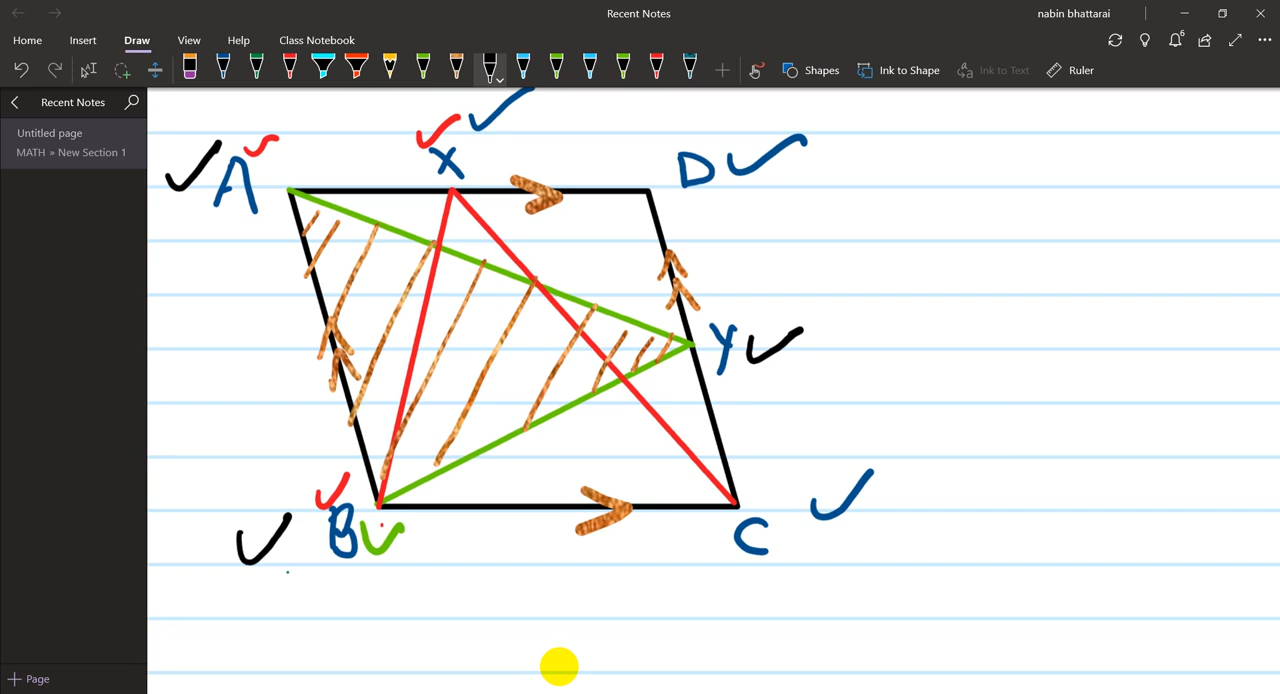 Recent Notes
nabin bhattarai
Home Insert Draw View Help Class Notebook
6
Shapes Ink to Shape Ink to Text Ruler
Recent Notes
Untitled page
MATH » New Section 1
A X D
Y
B C
+ Page